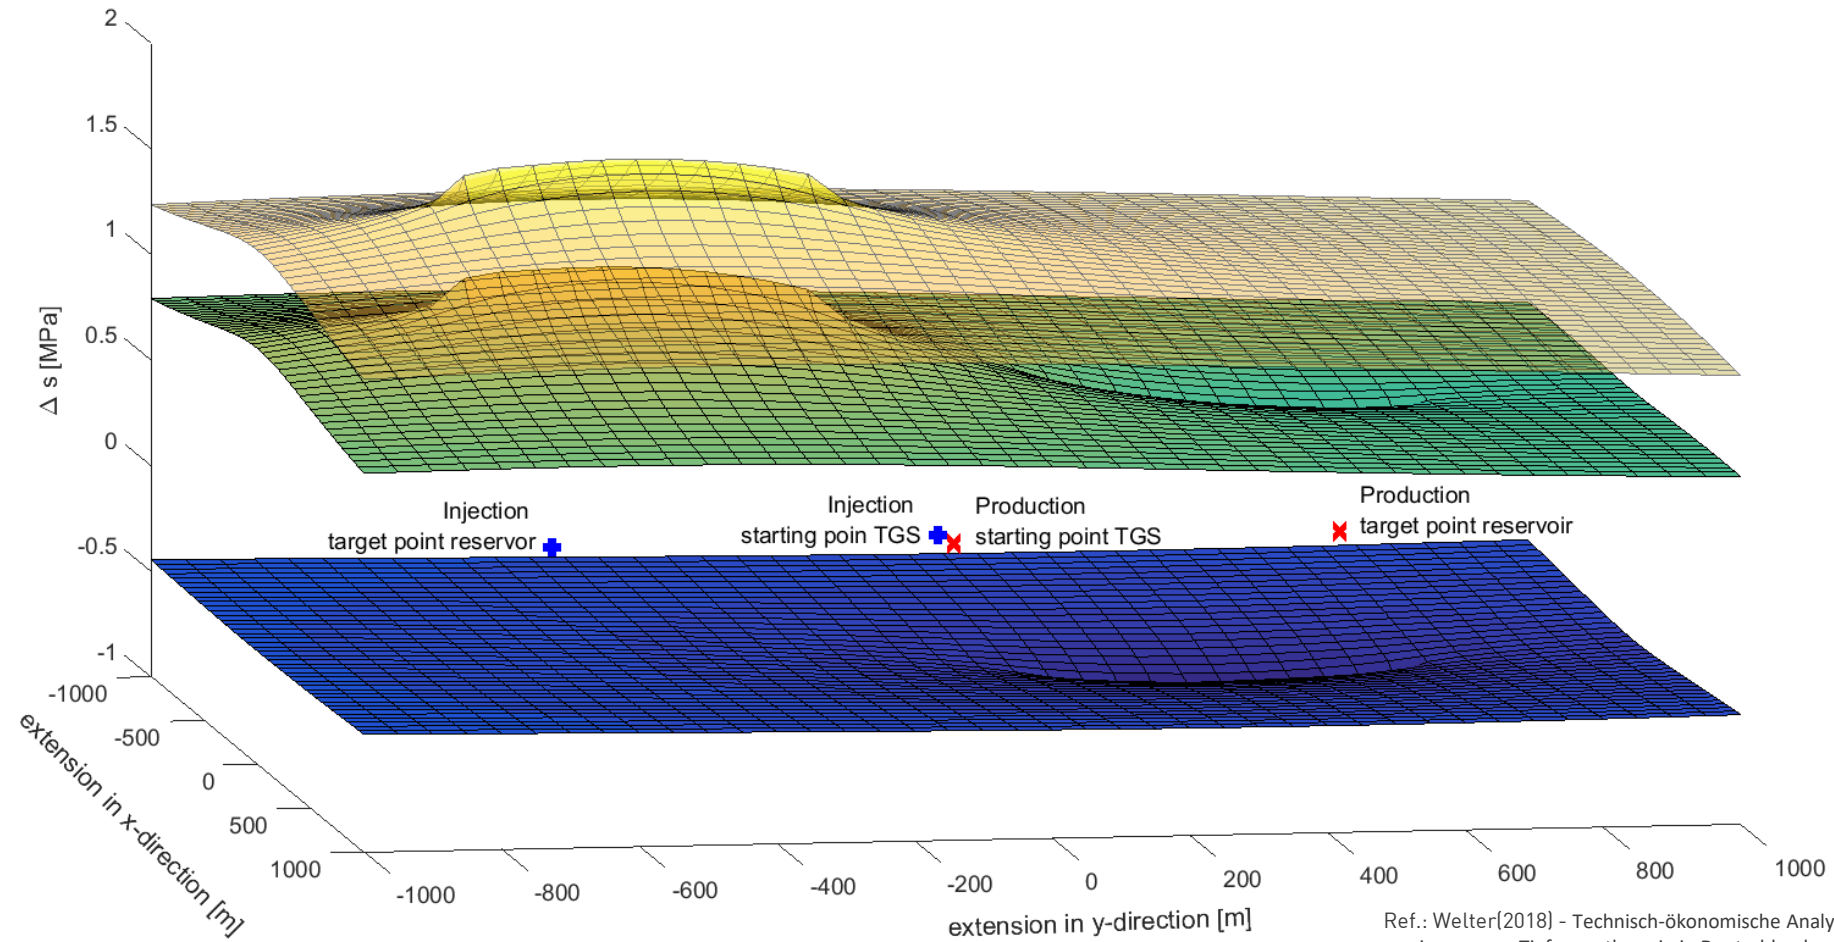 2
1.5
1
0.5
0
-0.5
-1
Δ s [MPa]
Injection
target point reservor
Injection
starting poin TGS
Production
starting point TGS
Production
target point reservoir
-1000
-500
0
500
1000
extension in x-direction [m]
-1000
-800
-600
-400
-200
0
200
400
600
800
1000
extension in y-direction [m]
Ref.: Welter(2018) - Technisch-ökonomische Analy